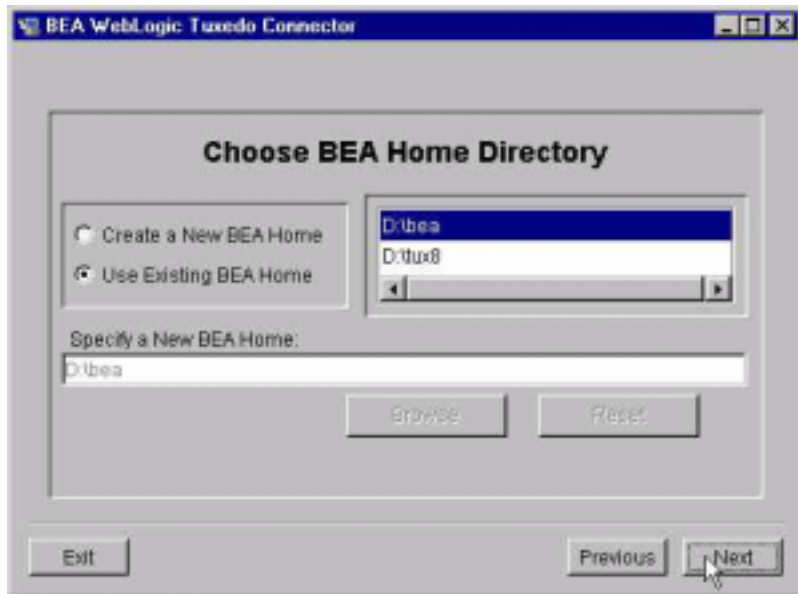 BEA WebLogic Tuxedo Connector
Choose BEA Home Directory
Create a New BEA Home
Use Existing BEA Home
D:\bea
D:\tux8
Specify a New BEA Home:
D:\bea
Browse
Reset
Exit
Previous
Next